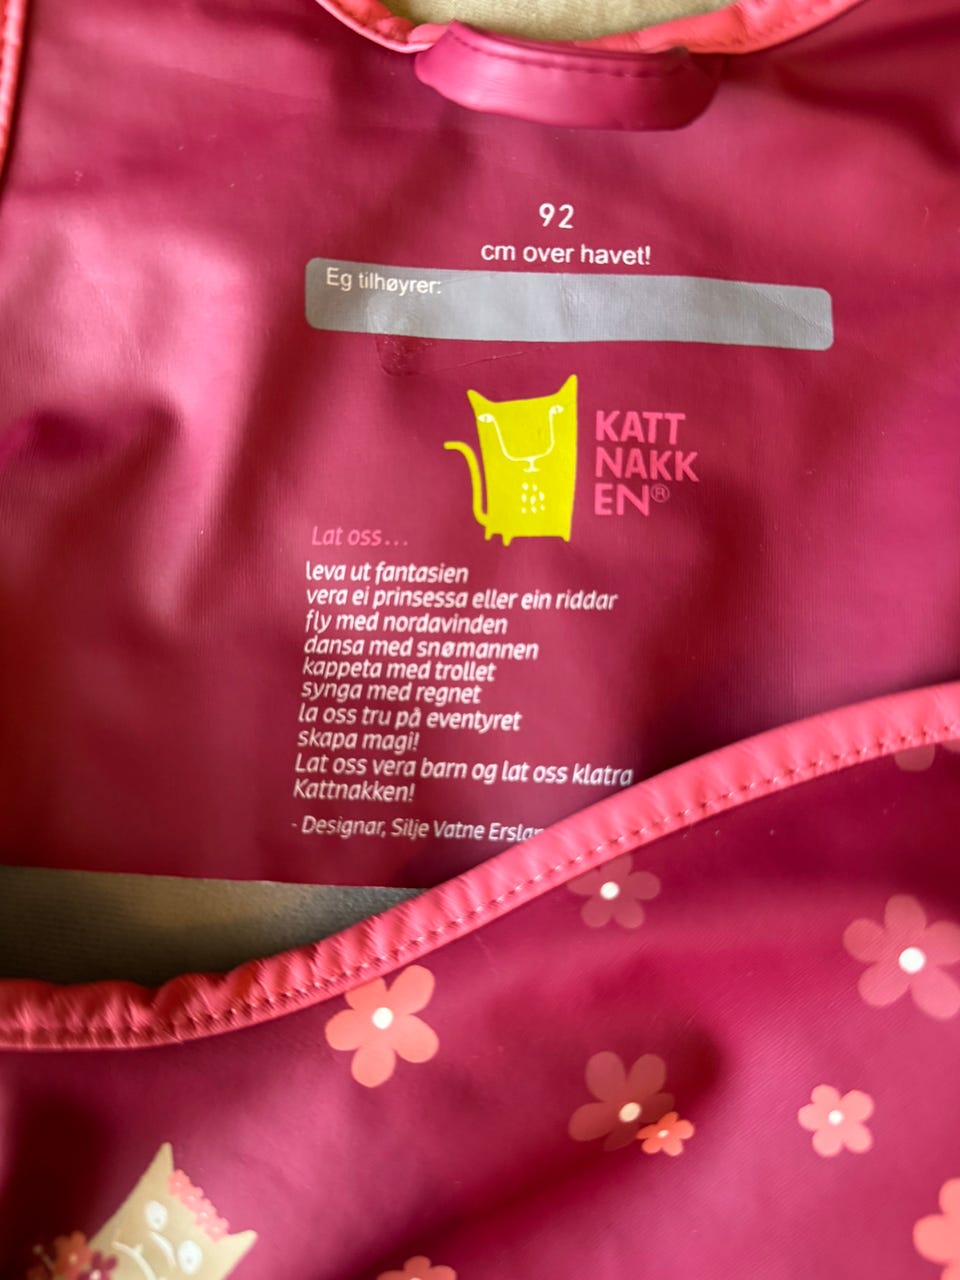 92
cm over havet!
Eg tilhøyrer:
KATT
NAKK
EN®
Lat oss...
leva ut fantasien
vera ei prinsessa eller ein riddar
fly med nordavinden
dansa med snømannen
kappeta med trollet
synga med regnet
la oss tru på eventyret
skapa magi!
Lat oss vera barn og lat oss klatra
Kattnakken!
- Designar, Silje Vatne